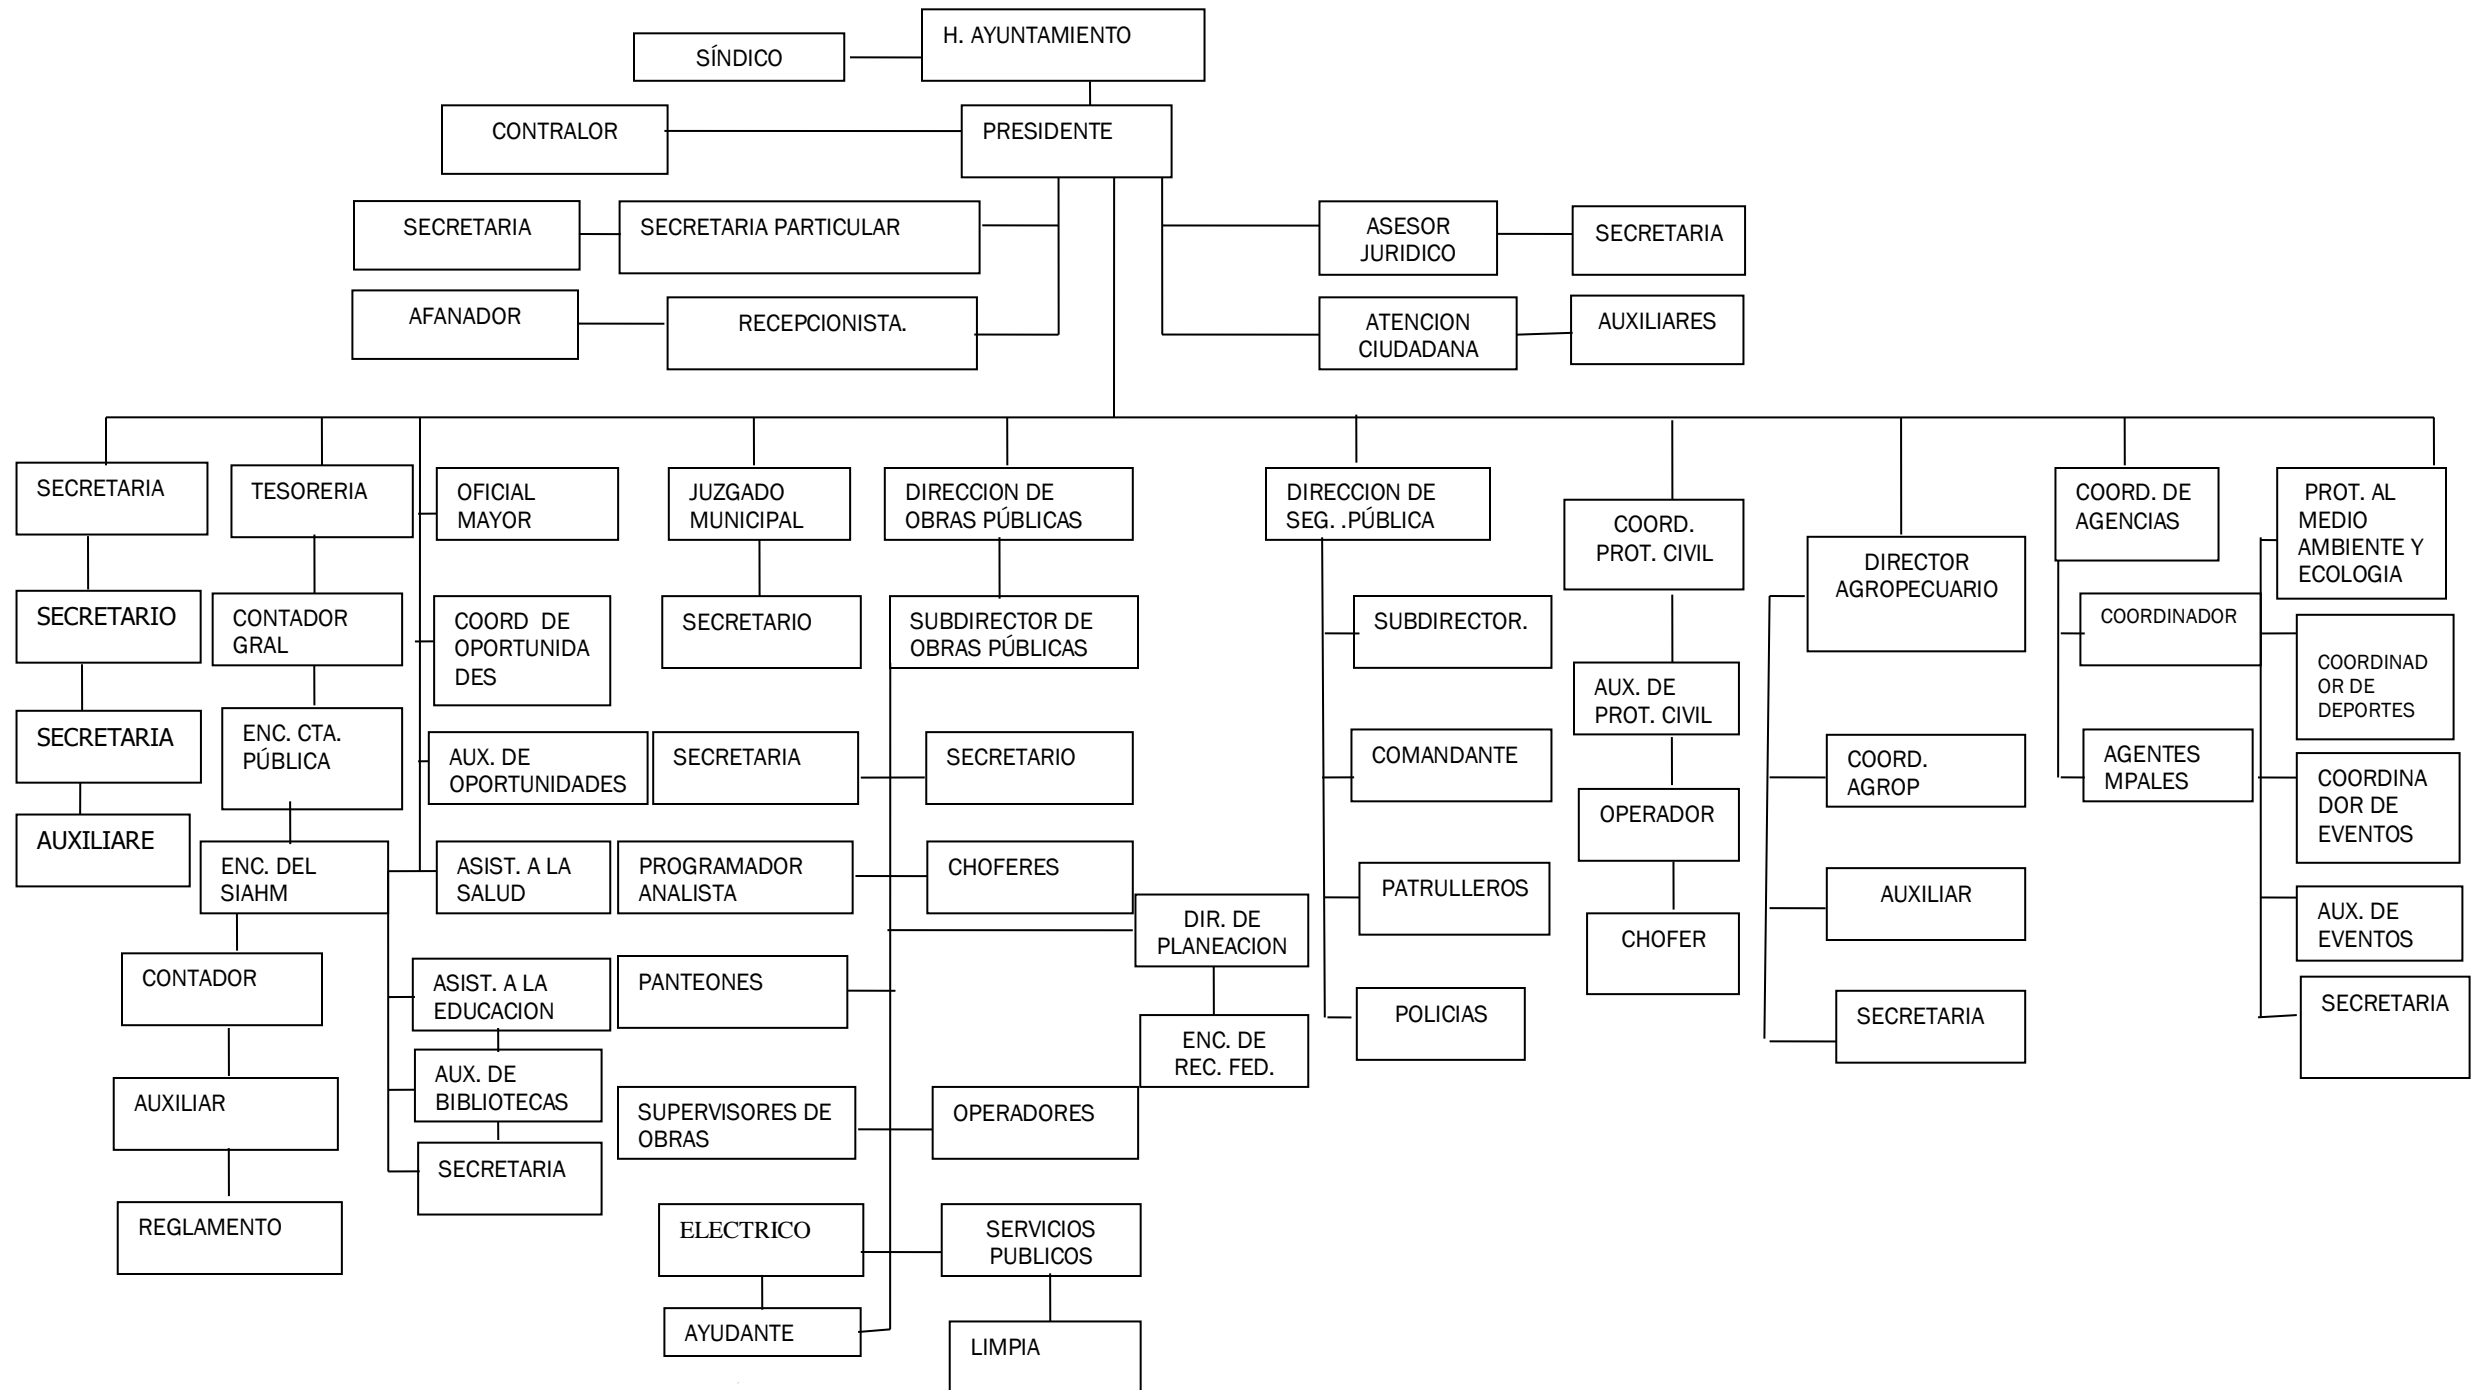 H. AYUNTAMIENTO
SÍNDICO
CONTRALOR
PRESIDENTE
SECRETARIA
SECRETARIA PARTICULAR
ASESOR
JURIDICO
SECRETARIA
AFANADOR
RECEPCIONISTA.
ATENCION
CIUDADANA
AUXILIARES
SECRETARIA
SECRETARIO
SECRETARIA
AUXILIARE
TESORERIA
CONTADOR
GRAL
ENC. CTA.
PÚBLICA
ENC. DEL
SIAHM
CONTADOR
AUXILIAR
REGLAMENTO
OFICIAL
MAYOR
COORD  DE
OPORTUNIDA
DES
AUX. DE
OPORTUNIDADES
ASIST. A LA
SALUD
ASIST. A LA
EDUCACION
AUX. DE
BIBLIOTECAS
SECRETARIA
JUZGADO
MUNICIPAL
SECRETARIO
DIRECCION DE
OBRAS PÚBLICAS
SUBDIRECTOR DE
OBRAS PÚBLICAS
SECRETARIA
SECRETARIO
PROGRAMADOR
ANALISTA
CHOFERES
DIR. DE
PLANEACION
PANTEONES
ENC. DE
REC. FED.
SUPERVISORES DE
OBRAS
OPERADORES
ELECTRICO
SERVICIOS
PUBLICOS
AYUDANTE
LIMPIA
DIRECCION DE
SEG. .PÚBLICA
SUBDIRECTOR.
COMANDANTE
PATRULLEROS
POLICIAS
COORD.
PROT. CIVIL
AUX. DE
PROT. CIVIL
OPERADOR
CHOFER
DIRECTOR
AGROPECUARIO
COORD.
AGROP
AUXILIAR
SECRETARIA
COORD. DE
AGENCIAS
COORDINADOR
AGENTES
MPALES
PROT. AL
MEDIO
AMBIENTE Y
ECOLOGIA
COORDINAD
OR DE
DEPORTES
COORDINA
DOR DE
EVENTOS
AUX. DE
EVENTOS
SECRETARIA